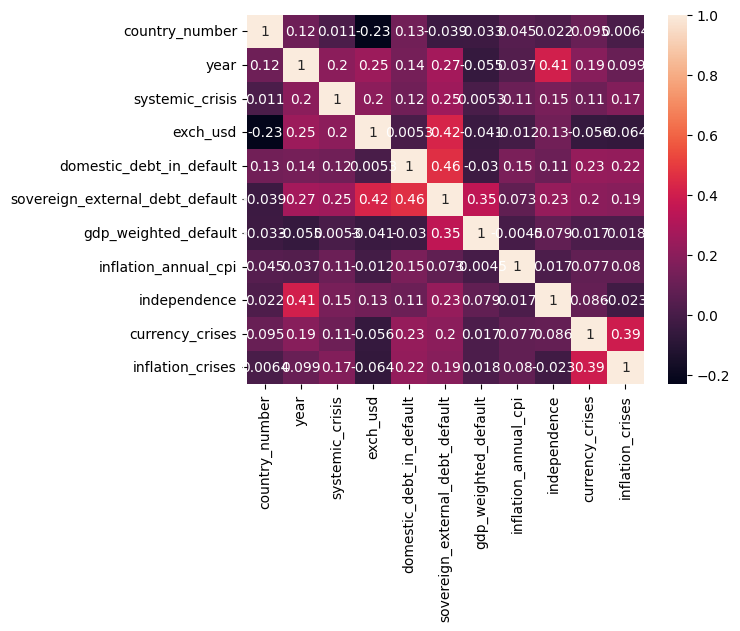 country_number 1 0.12 0.011 -0.23 0.13 -0.039 -0.033 0.045 0.022 0.095 0.0064
year 0.12 1 0.2 0.25 0.14 0.27 -0.055 0.037 0.41 0.19 0.099
systemic_crisis 0.011 0.2 1 0.2 0.12 0.25 0.0053 0.11 0.15 0.11 0.17
exch_usd -0.23 0.25 0.2 1 0.0053 0.42 -0.041 -0.012 0.13 -0.056 -0.064
domestic_debt_in_default 0.13 0.14 0.12 0.0053 1 0.46 -0.03 0.15 0.11 0.23 0.22
sovereign_external_debt_default -0.039 0.27 0.25 0.42 0.46 1 0.35 0.073 0.23 0.2 0.19
gdp_weighted_default -0.033 -0.055 0.0053 -0.041 -0.03 0.35 1 -0.0045 0.079 0.017 0.018
inflation_annual_cpi 0.045 0.037 0.11 -0.012 0.15 0.073 -0.0045 1 0.017 0.077 0.08
independence 0.022 0.41 0.15 0.13 0.11 0.23 0.079 0.017 1 0.086 -0.023
currency_crises 0.095 0.19 0.11 -0.056 0.23 0.2 0.017 0.077 0.086 1 0.39
inflation_crises 0.0064 0.099 0.17 -0.064 0.22 0.19 0.018 0.08 -0.023 0.39 1
country_number
year
systemic_crisis
exch_usd
domestic_debt_in_default
sovereign_external_debt_default
gdp_weighted_default
inflation_annual_cpi
independence
currency_crises
inflation_crises
1.0
0.8
0.6
0.4
0.2
0.0
−0.2